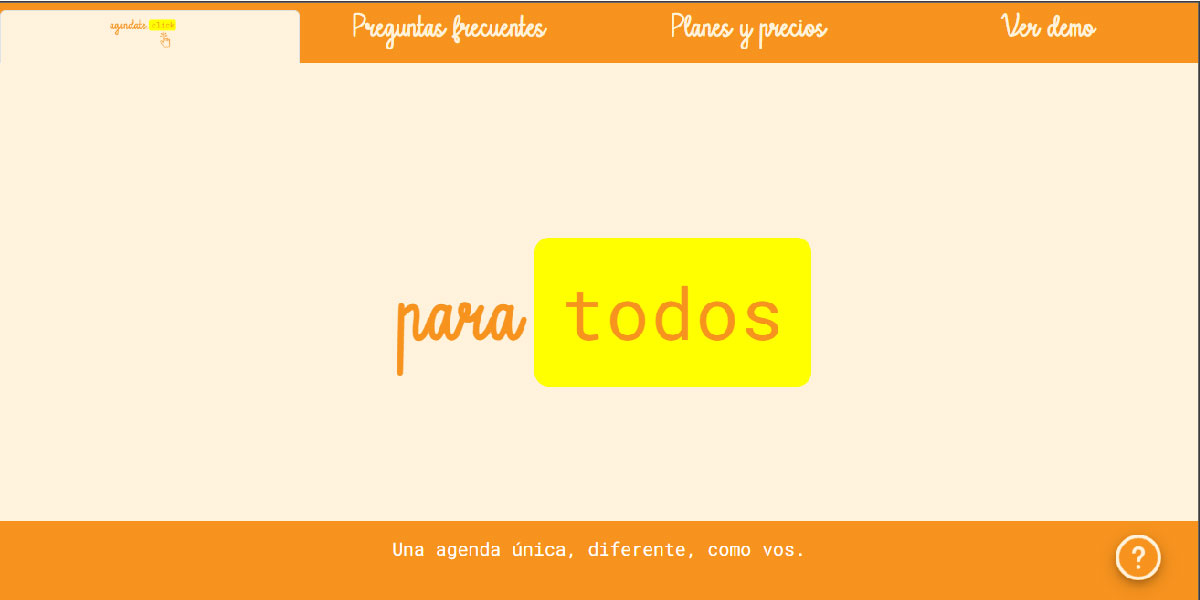 agendate.click
Preguntas frecuentes
Planes y precios
Ver demo
para todos
Una agenda única, diferente, como vos.
?